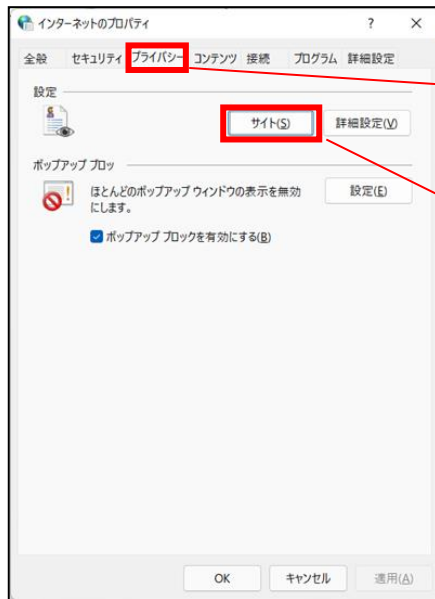 インターネットのプロパティ ? ×
全般 セキュリティ プライバシー コンテンツ 接続 プログラム 詳細設定
設定
サイト(S) 詳細設定(V)
ポップアップ ブロッ
ほとんどのポップアップ ウィンドウの表示を無効 設定(E)
にします。
ポップアップ ブロックを有効にする(B)
OK キャンセル 適用(A)